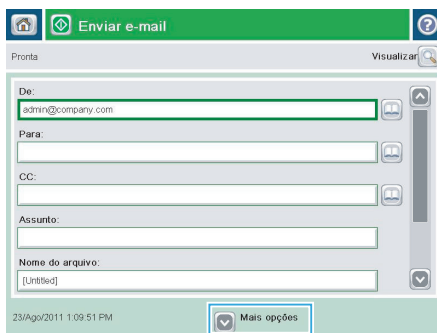 Enviar e-mail
Pronta Visualizar
De:
admin@company.com
Para:
CC:
Assunto:
Nome do arquivo:
[Untitled]
23/Ago/2011 1:09:51 PM Mais opções